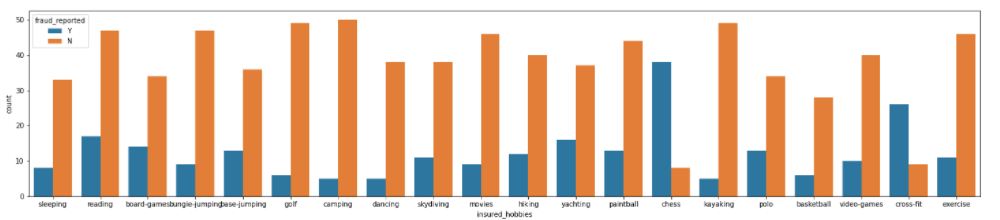 fraud_reported
Y
N
50
40
30
20
10
0
count
sleeping reading board-games bungie-jumping base-jumping golf camping dancing skydiving movies hiking yachting paintball chess kayaking polo basketball video-games cross-fit exercise
insured_hobbies